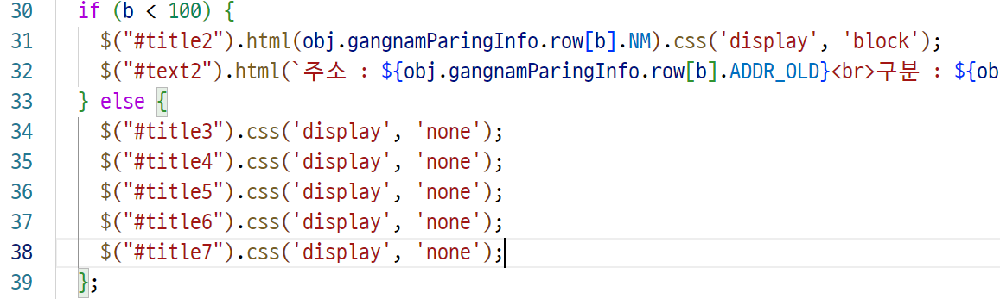 30 if (b < 100) {
31 $("#title2").html(obj.gangnamParingInfo.row[b].NM).css('display', 'block');
32 $("#text2").html(`주소 : ${obj.gangnamParingInfo.row[b].ADDR_OLD}<br>구분 : ${ob
33 } else {
34 $("#title3").css('display', 'none');
35 $("#title4").css('display', 'none');
36 $("#title5").css('display', 'none');
37 $("#title6").css('display', 'none');
38 $("#title7").css('display', 'none');
39 };